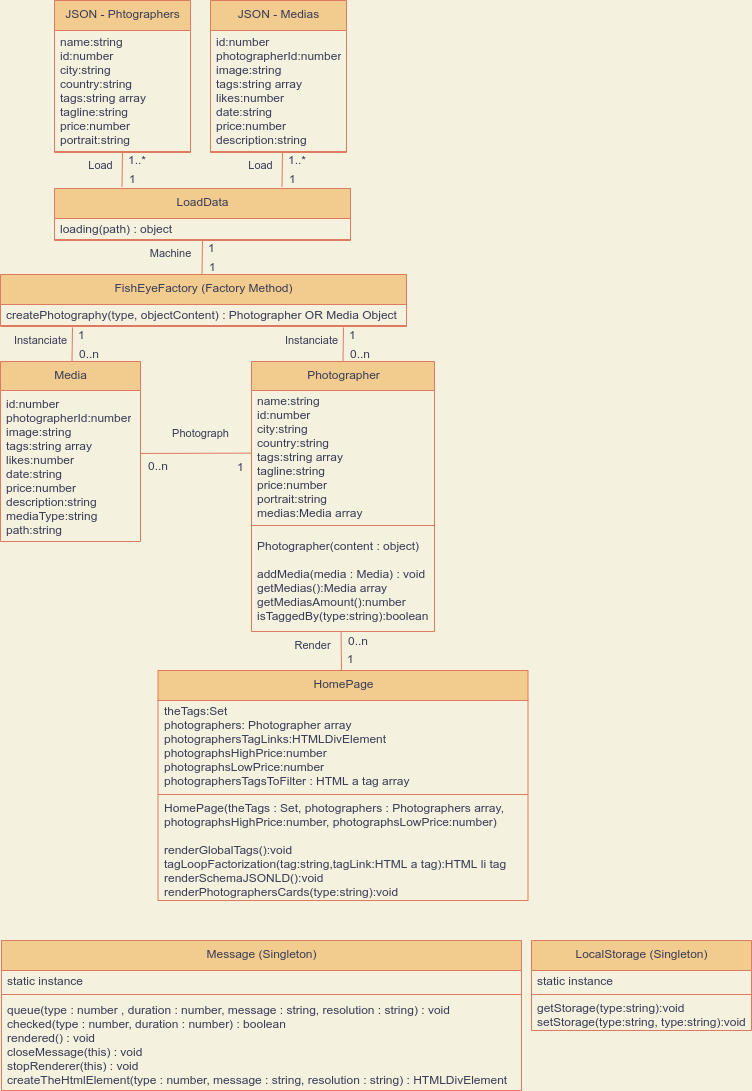 JSON - Phtographers
name:string
id:number
city:string
country:string
tags:string array
tagline:string
price:number
portrait:string
JSON - Medias
id:number
photographerId:number
image:string
tags:string array
likes:number
date:string
price:number
description:string
Load
1..*
1
Load
1..*
1
LoadData
loading(path) : object
Machine
1
1
FishEyeFactory (Factory Method)
createPhotography(type, objectContent) : Photographer OR Media Object
Instanciate
1
0..n
Instanciate
1
0..n
Media
id:number
photographerId:number
image:string
tags:string array
likes:number
date:string
price:number
description:string
mediaType:string
path:string
Photograph
0..n
1
Photographer
name:string
id:number
city:string
country:string
tags:string array
tagline:string
price:number
portrait:string
medias:Media array
Photographer(content : object)
addMedia(media : Media) : void
getMedias():Media array
getMediasAmount():number
isTaggedBy(type:string):boolean
Render
0..n
1
HomePage
theTags:Set
photographers: Photographer array
photographersTagLinks:HTMLDivElement
photographsHighPrice:number
photographsLowPrice:number
photographersTagsToFilter : HTML a tag array
HomePage(theTags : Set, photographers : Photographers array,
photographsHighPrice:number, photographsLowPrice:number)
renderGlobalTags():void
tagLoopFactorization(tag:string,tagLink:HTML a tag):HTML li tag
renderSchemaJSONLD():void
renderPhotographersCards(type:string):void
Message (Singleton)
static instance
queue(type : number , duration : number, message : string, resolution : string) : void
checked(type : number, duration : number) : boolean
rendered() : void
closeMessage(this) : void
stopRenderer(this) : void
createTheHtmlElement(type : number, message : string, resolution : string) : HTMLDivElement
LocalStorage (Singleton)
static instance
getStorage(type:string):void
setStorage(type:string, type:string):void